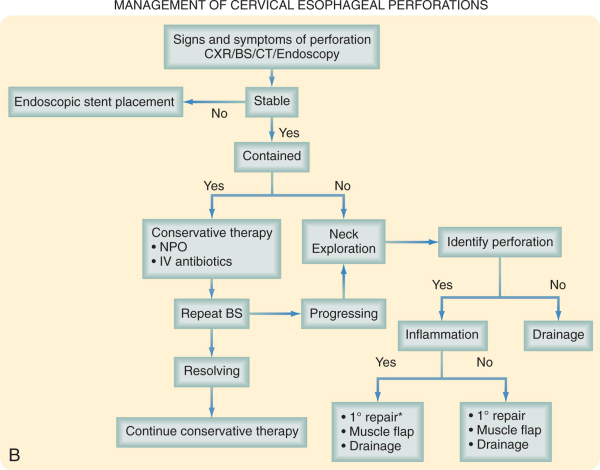 MANAGEMENT OF CERVICAL ESOPHAGEAL PERFORATIONS
Signs and symptoms of perforation
CXR/BS/CT/Endoscopy
Endoscopic stent placement
No
Stable
Yes
Contained
Yes
No
Conservative therapy
• NPO
• IV antibiotics
Neck
Exploration
Identify perforation
Yes
No
Repeat BS
Progressing
Inflammation
Drainage
Resolving
Yes
No
Continue conservative therapy
• 1° repair*
• Muscle flap
• Drainage
• 1° repair
• Muscle flap
• Drainage
B